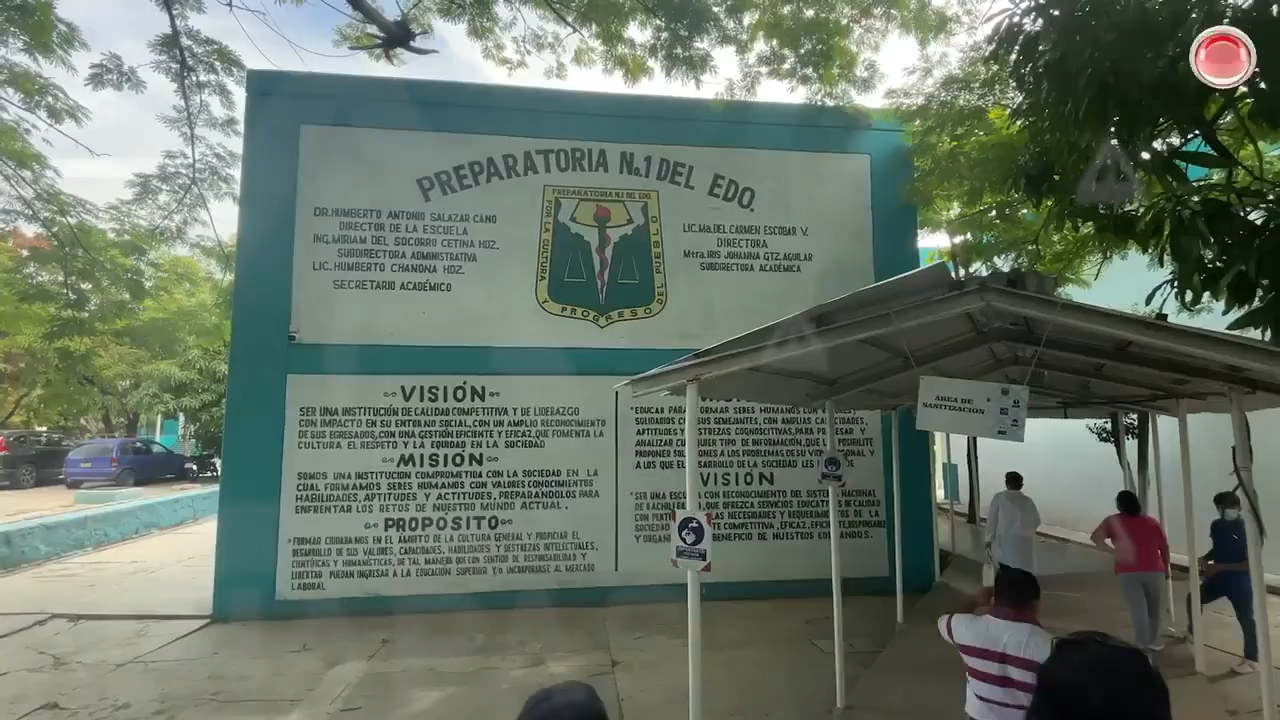 PREPARATORIA No.1 DEL EDO.
DR. HUMBERTO ANTONIO SALAZAR CANO
DIRECTOR DE LA ESCUELA
ING. MIRIAM DEL SOCORRO CETINA HDZ.
SUBDIRECTORA ADMINISTRATIVA
LIC. HUMBERTO CHANONA HDZ.
SECRETARIO ACADÉMICO
PREPARATORIA N.1 DEL EDO.
POR LA CULTURA Y PROGRESO DEL PUEBLO
LIC. Ma. DEL CARMEN ESCOBAR V.
DIRECTORA
Mtra. IRIS JOHANNA GTZ. AGUILAR
SUBDIRECTORA ACADÉMICA
VISIÓN
SER UNA INSTITUCIÓN DE CALIDAD COMPETITIVA Y DE LIDERAZGO
CON IMPACTO EN SU ENTORNO SOCIAL, CON UN AMPLIO RECONOCIMIENTO
DE SUS EGRESADOS, CON UNA GESTIÓN EFICIENTE Y EFICAZ, QUE FOMENTA LA
CULTURA EL RESPETO Y LA EQUIDAD EN LA SOCIEDAD
MISIÓN
SOMOS UNA INSTITUCIÓN COMPROMETIDA CON LA SOCIEDAD EN LA
CUAL FORMAMOS SERES HUMANOS CON VALORES CONOCIMIENTOS
HABILIDADES, APTITUDES Y ACTITUDES, PREPARÁNDOLOS PARA
ENFRENTAR LOS RETOS DE NUESTRO MUNDO ACTUAL.
PROPÓSITO
"FORMAR CIUDADANOS EN EL ÁMBITO DE LA CULTURA GENERAL Y PROPICIAR EL
DESARROLLO DE SUS VALORES, CAPACIDADES, HABILIDADES Y DESTREZAS INTELECTUALES,
CIENTÍFICAS Y HUMANÍSTICAS, DE TAL MANERA QUE CON SENTIDO DE RESPONSABILIDAD Y
LIBERTAD PUEDAN INGRESAR A LA EDUCACIÓN SUPERIOR Y/O INCORPORARSE AL MERCADO
LABORAL
"EDUCAR PARA FORMAR SERES HUMANOS CON VALORES
SOLIDARIOS SUS SEMEJANTES, CON AMPLIAS CAPACIDADES,
APTITUDES Y DESTREZAS COGNOSCITIVAS, PARA PROCESAR Y
ANALIZAR CUALQUIER TIPO DE INFORMACIÓN, QUE LA POSIBILITE
PROPONER SOLUCIONES A LOS PROBLEMAS DE SU VIDA PERSONAL Y
A LOS QUE EL DESARROLLO DE LA SOCIEDAD LES
VISIÓN
"SER UNA ESCUELA CON RECONOCIMIENTO DEL SISTEMA NACIONAL
DE BACHILLERATO, QUE OFREZCA SERVICIOS EDUCATIVOS DE CALIDAD
CON LAS NECESIDADES Y REQUERIMIENTOS DE LA
SOCIEDAD COMPETITIVA, EFICAZ, EFICIENTE, RESPONSABLE
Y BENEFICIO DE NUESTROS EDUCANDOS.
ÁREA DE
SANITIZACION